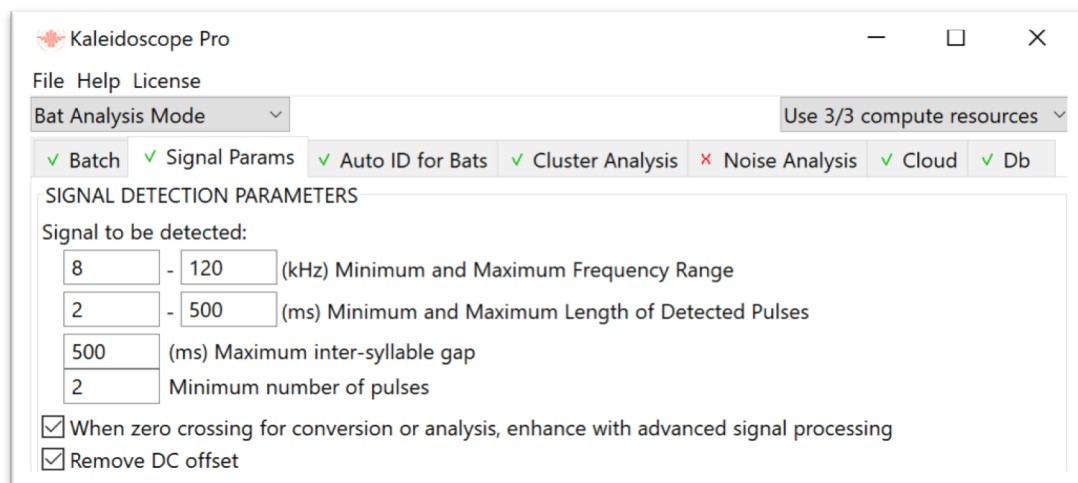 Kaleidoscope Pro
File Help License
Bat Analysis Mode Use 3/3 compute resources
Batch Signal Params Auto ID for Bats Cluster Analysis Noise Analysis Cloud Db
SIGNAL DETECTION PARAMETERS
Signal to be detected:
8 - 120 (kHz) Minimum and Maximum Frequency Range
2 - 500 (ms) Minimum and Maximum Length of Detected Pulses
500 (ms) Maximum inter-syllable gap
2 Minimum number of pulses
When zero crossing for conversion or analysis, enhance with advanced signal processing
Remove DC offset